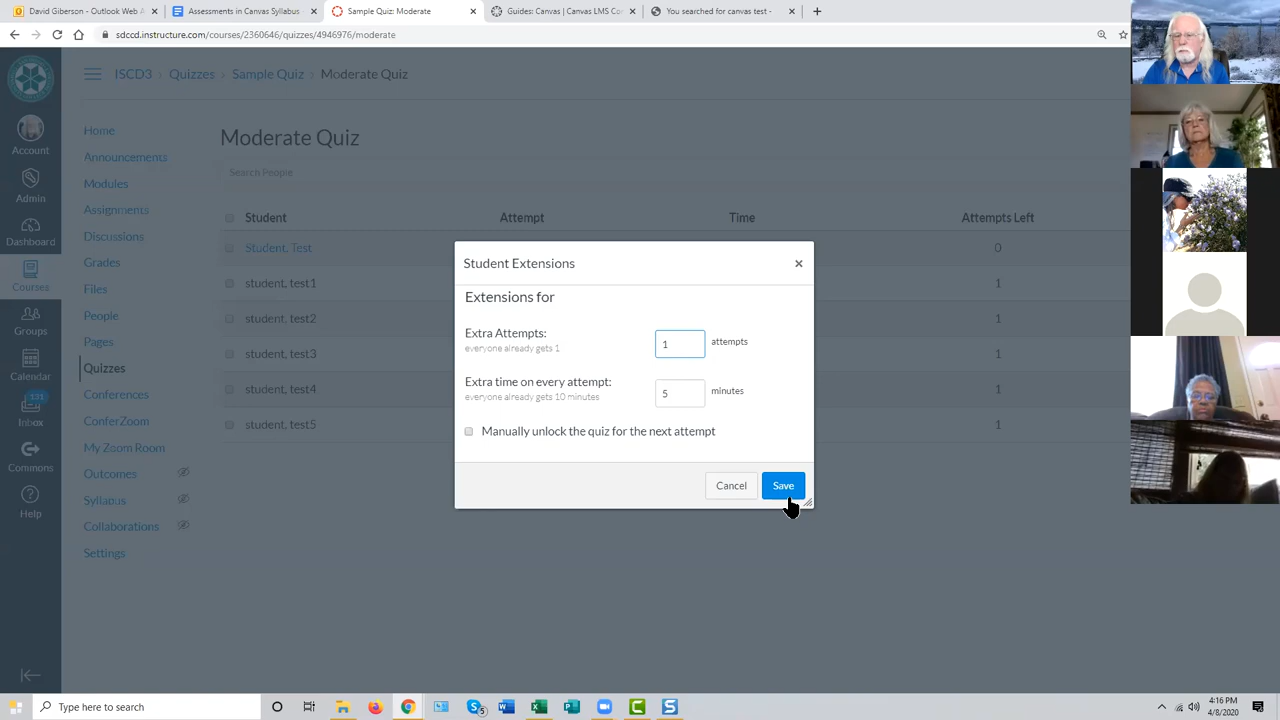 David Giberson - Outlook Web A
Assessments in Canvas Syllabus
Sample Quiz: Moderate
Guides: Canvas | Canvas LMS Co
You searched for canvas test -
sdccd.instructure.com/courses/2360646/quizzes/4946976/moderate
ISCD3 > Quizzes > Sample Quiz > Moderate Quiz
Account
Admin
Dashboard
Courses
Groups
Calendar
131
Inbox
Commons
Help
Home
Announcements
Modules
Assignments
Discussions
Grades
Files
People
Pages
Quizzes
Conferences
ConferZoom
My Zoom Room
Outcomes
Syllabus
Collaborations
Settings
Moderate Quiz
Search People
Student Attempt Time Attempts Left
Student, Test 0
student, test1 1
student, test2 1
student, test3 1
student, test4 1
student, test5 1
Student Extensions
Extensions for
Extra Attempts: 1 attempts
everyone already gets 1
Extra time on every attempt: 5 minutes
everyone already gets 10 minutes
Manually unlock the quiz for the next attempt
Cancel Save
Type here to search
5
4:16 PM
4/8/2020